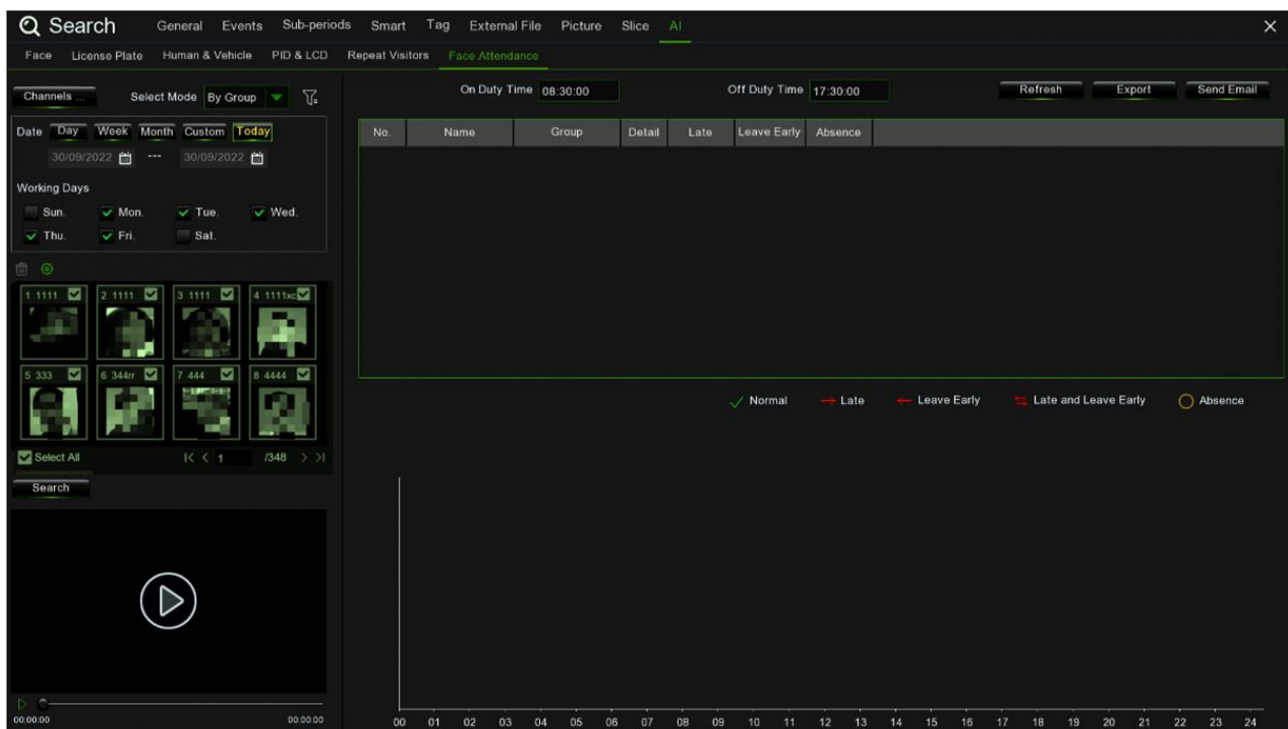 Search General Events Sub-periods Smart Tag External File Picture Slice AI
Face License Plate Human & Vehicle PID & LCD Repeat Visitors Face Attendance
Channels ... Select Mode By Group
On Duty Time 08:30:00 Off Duty Time 17:30:00 Refresh Export Send Email
Date Day Week Month Custom Today
30/09/2022 --- 30/09/2022
Working Days
Sun. Mon. Tue. Wed.
Thu. Fri. Sat.
1 1111 2 1111 3 1111 4 1111xc
5 333 6 344rr 7 444 8 4444
Select All 1 /348
Search
00:00:00 00:00:00
No. Name Group Detail Late Leave Early Absence
Normal Late Leave Early Late and Leave Early Absence
00 01 02 03 04 05 06 07 08 09 10 11 12 13 14 15 16 17 18 19 20 21 22 23 24